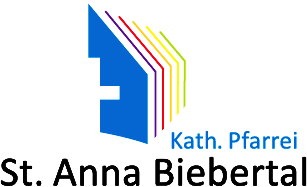 Kath. Pfarrei
St. Anna Biebertal